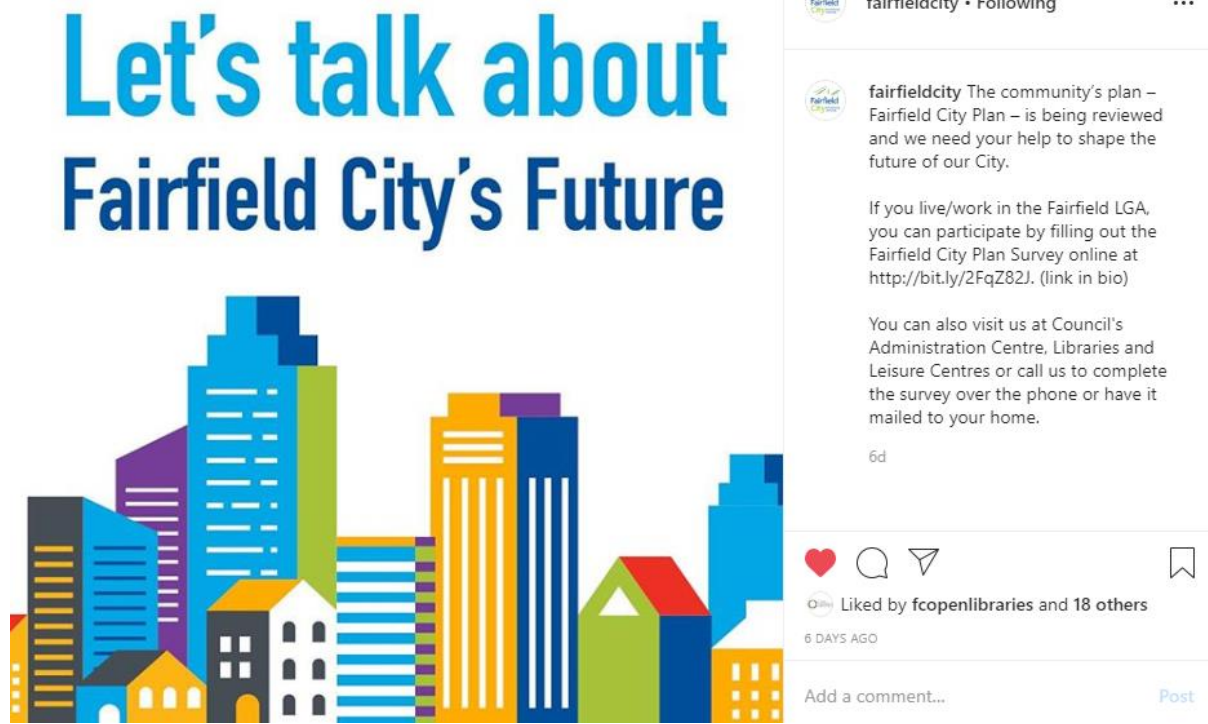 Let's talk about
Fairfield City's Future
fairfieldcity • Following
Fairfield
City
fairfieldcity The community's plan –
Fairfield City Plan – is being reviewed
and we need your help to shape the
future of our City.
If you live/work in the Fairfield LGA,
you can participate by filling out the
Fairfield City Plan Survey online at
http://bit.ly/2FqZ82J. (link in bio)
You can also visit us at Council's
Administration Centre, Libraries and
Leisure Centres or call us to complete
the survey over the phone or have it
mailed to your home.
6d
Liked by fcopenlibraries and 18 others
6 DAYS AGO
Add a comment...
Post